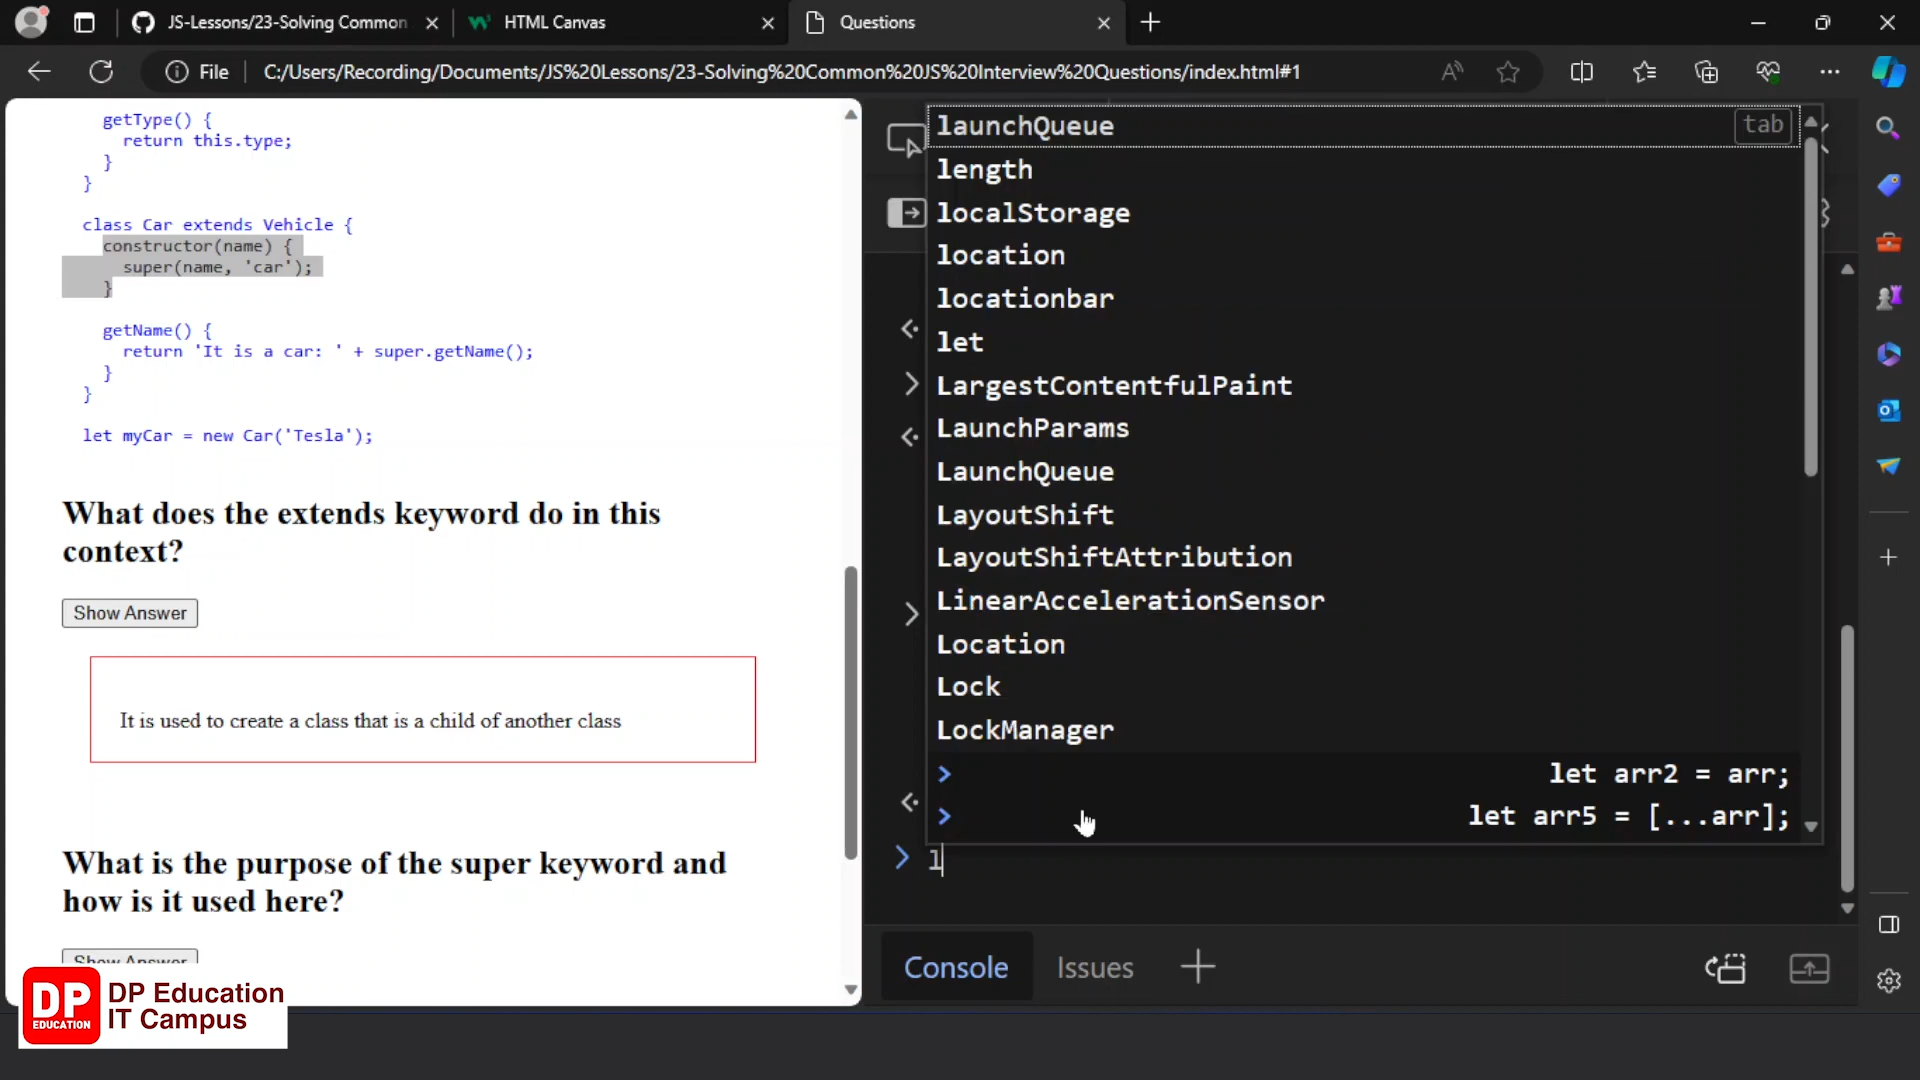 JS-Lessons/23-Solving Common
HTML Canvas
Questions
File
C:/Users/Recording/Documents/JS%20Lessons/23-Solving%20Common%20JS%20Interview%20Questions/index.html#1
getType() {
return this.type;
}
}
class Car extends Vehicle {
constructor(name) {
super(name, 'car');
}
getName() {
return 'It is a car: ' + super.getName();
}
}
let myCar = new Car('Tesla');
What does the extends keyword do in this
context?
Show Answer
It is used to create a class that is a child of another class
What is the purpose of the super keyword and
how is it used here?
Show Answer
DP
EDUCATION
DP Education
IT Campus
launchQueue
tab
length
localStorage
location
locationbar
let
LargestContentfulPaint
LaunchParams
LaunchQueue
LayoutShift
LayoutShiftAttribution
LinearAccelerationSensor
Location
Lock
LockManager
> let arr2 = arr;
> let arr5 = [...arr];
> l
Console
Issues